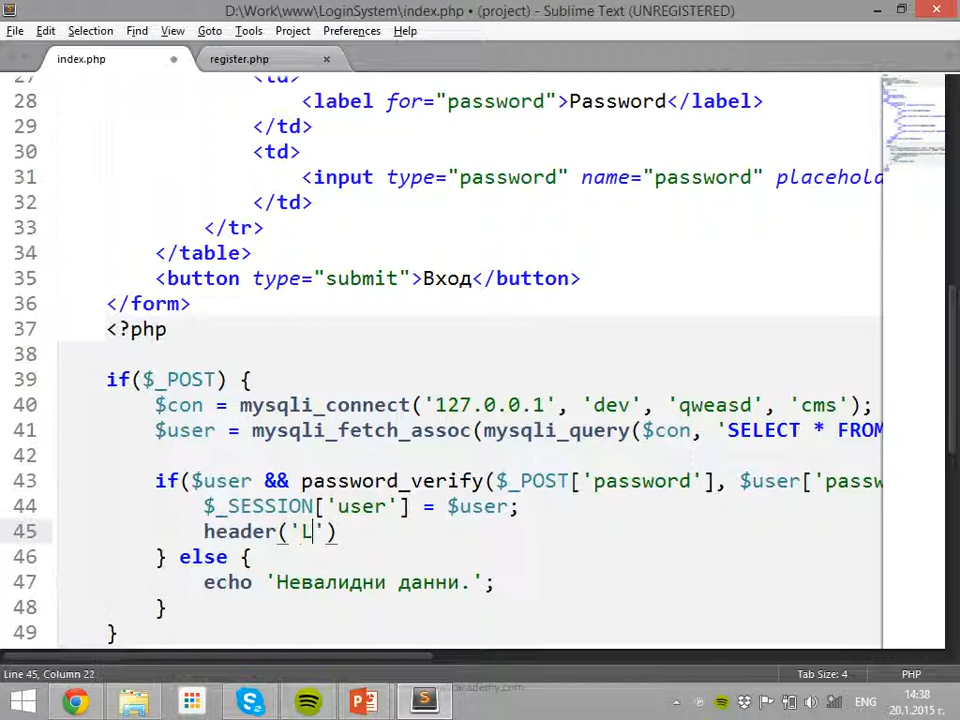 D:\Work\www\LoginSystem\index.php • (project) - Sublime Text (UNREGISTERED)
File Edit Selection Find View Goto Tools Project Preferences Help
index.php register.php
27 <td>
28 <label for="password">Password</label>
29 </td>
30 <td>
31 <input type="password" name="password" placehold
32 </td>
33 </tr>
34 </table>
35 <button type="submit">Вход</button>
36 </form>
37 <?php
38
39 if($_POST) {
40 $con = mysqli_connect('127.0.0.1', 'dev', 'qweasd', 'cms');
41 $user = mysqli_fetch_assoc(mysqli_query($con, 'SELECT * FROM
42
43 if($user && password_verify($_POST['password'], $user['passw
44 $_SESSION['user'] = $user;
45 header('L')
46 } else {
47 echo 'Невалидни данни.';
48 }
49 }
Line 45, Column 22 Tab Size: 4 PHP
academy.com
ENG 14:38
20.1.2015 г.